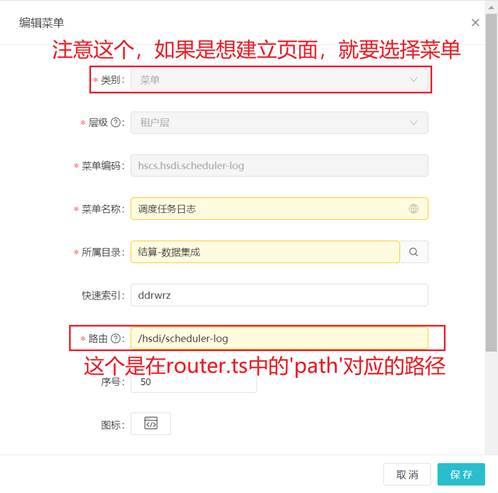 编辑菜单
注意这个，如果是想建立页面，就要选择菜单
* 类别： 菜单
* 层级 ?： 租户层
* 菜单编码： hscs.hsdi.scheduler-log
* 菜单名称： 调度任务日志
* 所属目录： 结算-数据集成
快速索引： ddrwrz
* 路由 ?： /hsdi/scheduler-log
这个是在router.ts中的'path'对应的路径
序号： 50
图标：
取消 保存